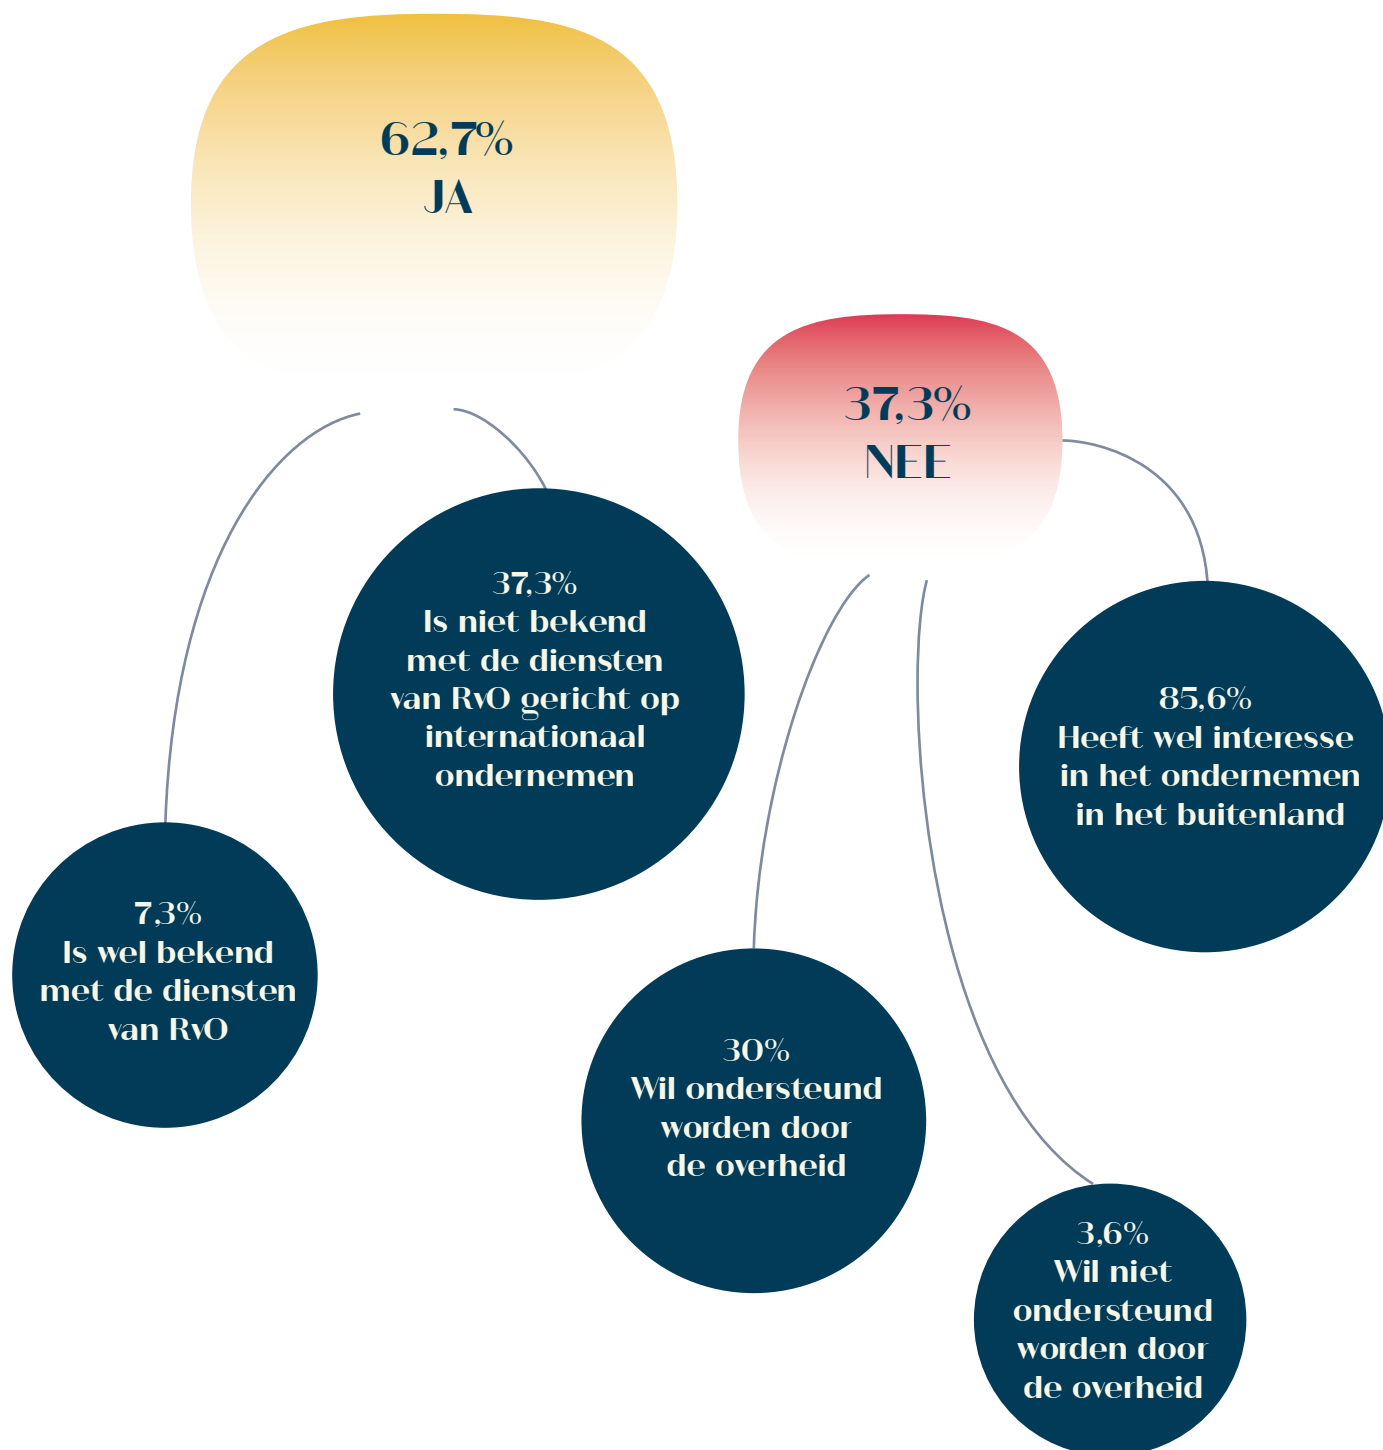 62,7%
JA
37,3%
NEE
37,3%
Is niet bekend
met de diensten
van RvO gericht op
internationaal
ondernemen
85,6%
Heeft wel interesse
in het ondernemen
in het buitenland
7,3%
Is wel bekend
met de diensten
van RvO
30%
Wil ondersteund
worden door
de overheid
3,6%
Wil niet
ondersteund
worden door
de overheid